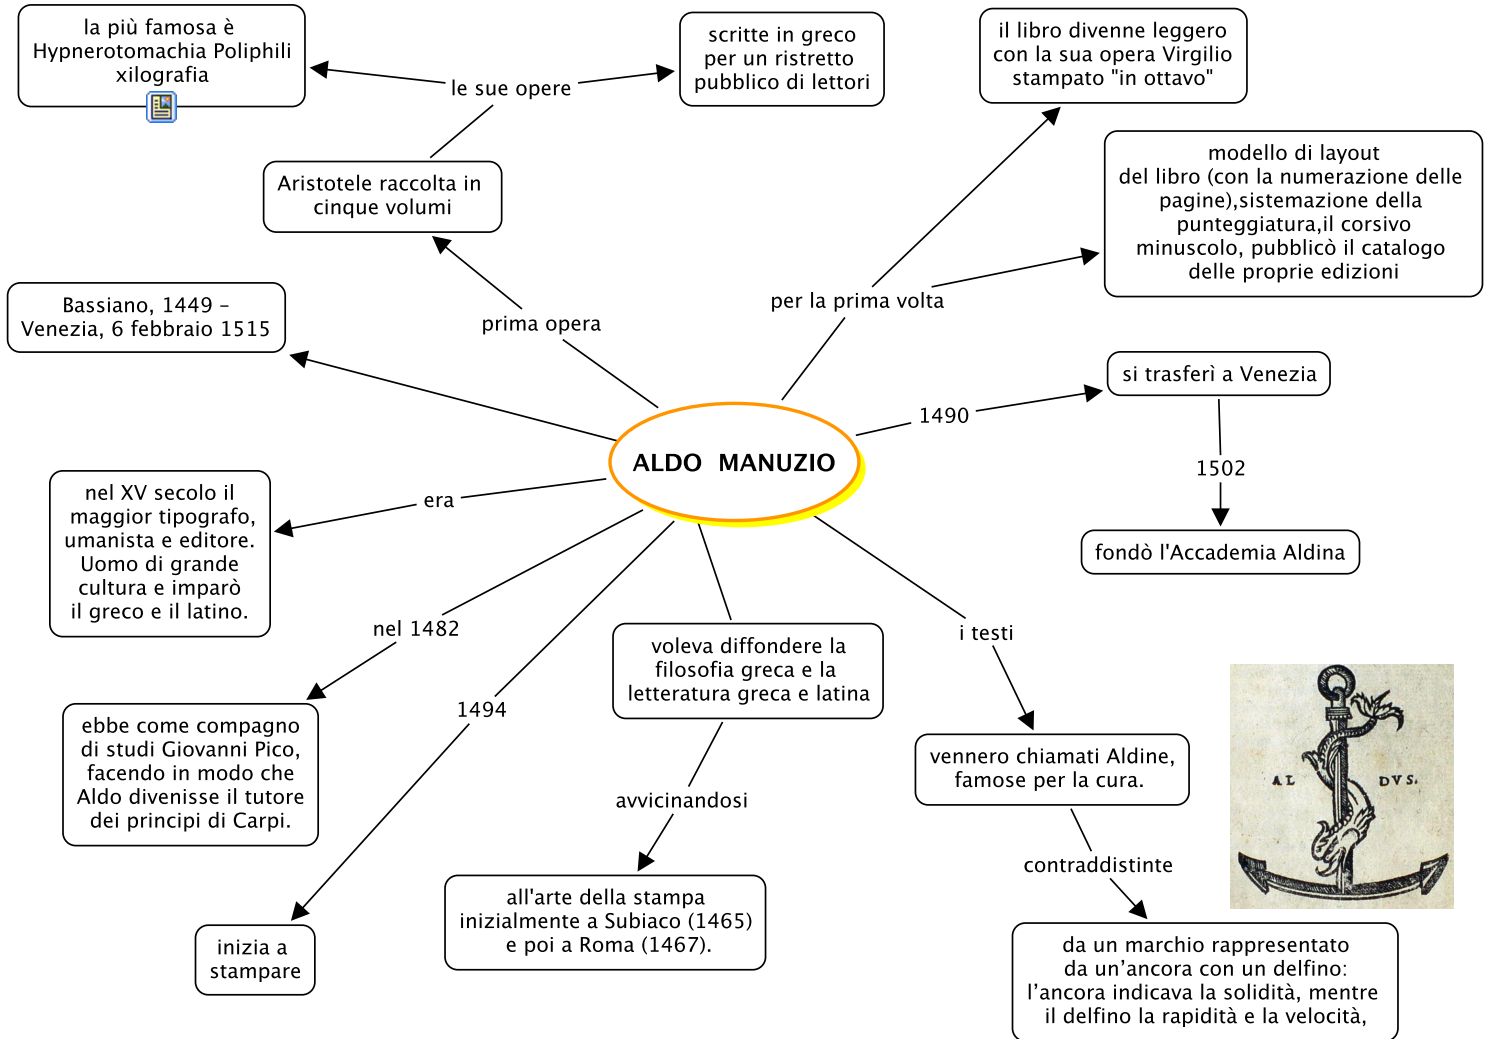 la più famosa è
Hypnerotomachia Poliphili
xilografia
le sue opere
scritte in greco
per un ristretto
pubblico di lettori
il libro divenne leggero
con la sua opera Virgilio
stampato "in ottavo"
Aristotele raccolta in
cinque volumi
modello di layout
del libro (con la numerazione delle
pagine),sistemazione della
punteggiatura,il corsivo
minuscolo, pubblicò il catalogo
delle proprie edizioni
Bassiano, 1449 –
Venezia, 6 febbraio 1515
prima opera
per la prima volta
si trasferì a Venezia
1490
ALDO MANUZIO
1502
fondò l'Accademia Aldina
era
nel XV secolo il
maggior tipografo,
umanista e editore.
Uomo di grande
cultura e imparò
il greco e il latino.
nel 1482
ebbe come compagno
di studi Giovanni Pico,
facendo in modo che
Aldo divenisse il tutore
dei principi di Carpi.
1494
inizia a
stampare
voleva diffondere la
filosofia greca e la
letteratura greca e latina
avvicinandosi
all'arte della stampa
inizialmente a Subiaco (1465)
e poi a Roma (1467).
i testi
vennero chiamati Aldine,
famose per la cura.
contraddistinte
AL DVS.
da un marchio rappresentato
da un’ancora con un delfino:
l’ancora indicava la solidità, mentre
il delfino la rapidità e la velocità,